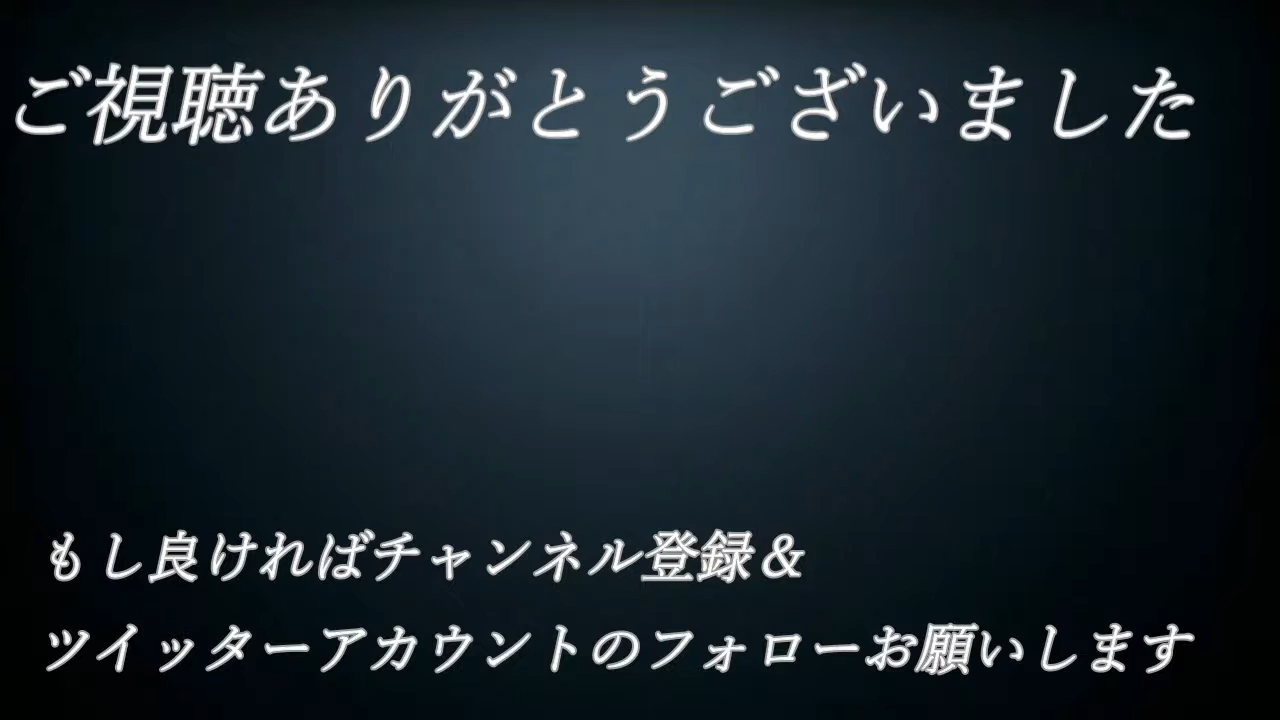 ご視聴ありがとうございました
もし良ければチャンネル登録＆
ツイッターアカウントのフォローお願いします